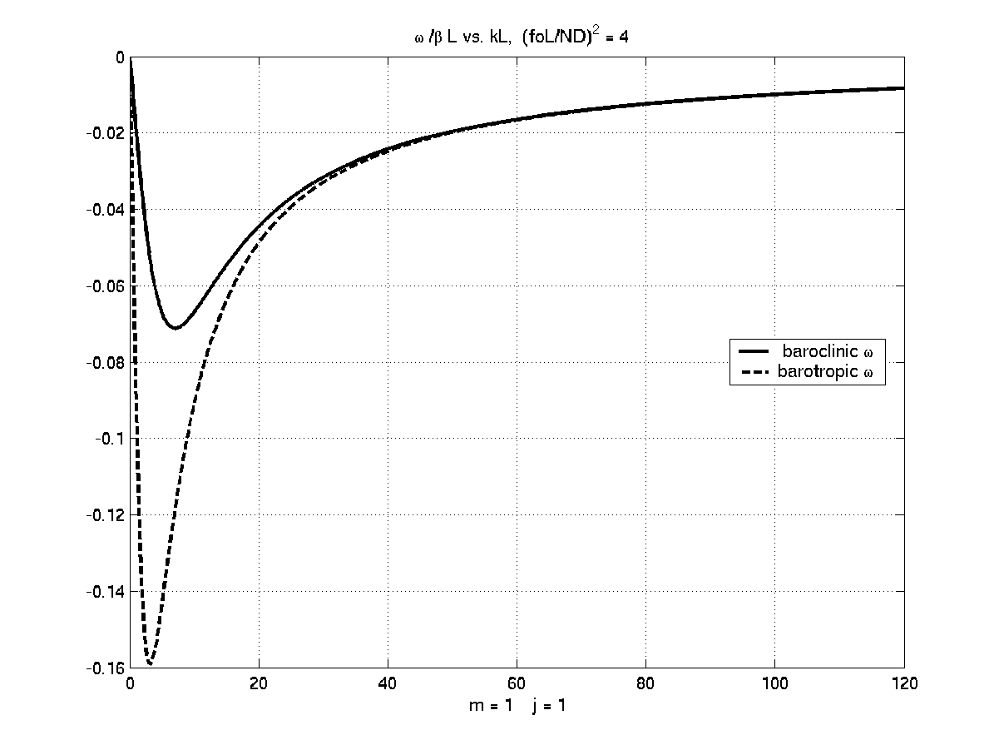 ω /β L vs. kL, (foL/ND)² = 4
0
-0.02
-0.04
-0.06
-0.08
-0.1
-0.12
-0.14
-0.16
baroclinic ω
barotropic ω
0 20 40 60 80 100 120
m = 1 j = 1